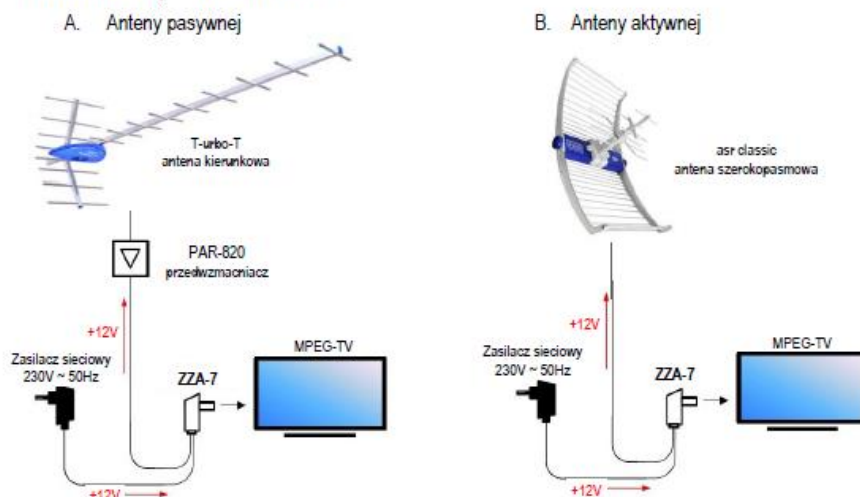 A. Anteny pasywnej
T-urbo-T
antena kierunkowa
PAR-820
przedwzmacniacz
+12V
Zasilacz sieciowy
230V ~ 50Hz
ZZA-7
MPEG-TV
+12V
B. Anteny aktywnej
asr classic
antena szerokopasmowa
+12V
Zasilacz sieciowy
230V ~ 50Hz
ZZA-7
MPEG-TV
+12V